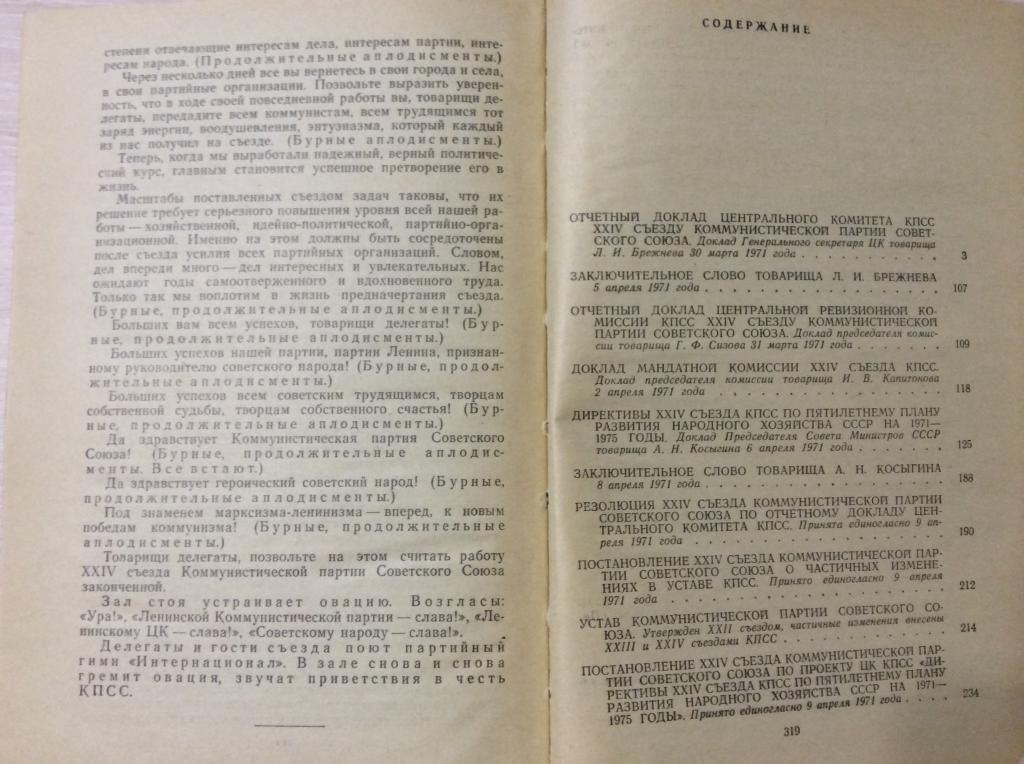 степени отвечающие интересам дела, интересам партии, инте-
ресам народа. (Продолжительные аплодисменты.)
Через несколько дней все вы вернетесь в свои города и села,
в свои партийные организации. Позвольте выразить уверен-
ность, что в ходе своей повседневной работы вы, товарищи де-
легаты, передадите всем коммунистам, всем трудящимся тот
заряд энергии, воодушевления, энтузиазма, который каждый
из нас получил на съезде. (Бурные аплодисменты.)
Теперь, когда мы выработали надежный, верный политиче-
ский курс, главным становится успешное претворение его в
жизнь.
Масштабы поставленных съездом задач таковы, что их
решение требует серьезного повышения уровня всей нашей ра-
боты — хозяйственной, идейно-политической, партийно-орга-
низационной. Именно на этом должны быть сосредоточены
после съезда усилия всех партийных организаций. Словом,
дел впереди много — дел интересных и увлекательных. Нас
ожидают годы самоотверженного и вдохновенного труда.
Только так мы воплотим в жизнь предначертания съезда.
(Бурные, продолжительные аплодисменты.)
Больших вам всем успехов, товарищи делегаты! (Бур-
ные, продолжительные аплодисменты.)
Больших успехов нашей партии, партии Ленина, признан-
ному руководителю советского народа! (Бурные, продол-
жительные аплодисменты.)
Больших успехов всем советским трудящимся, творцам
собственной судьбы, творцам собственного счастья! (Бур-
ные, продолжительные аплодисменты.)
Да здравствует Коммунистическая партия Советского
Союза! (Бурные, продолжительные аплодис-
менты. Все встают.)
Да здравствует героический советский народ! (Бурные,
продолжительные аплодисменты.)
Под знаменем марксизма-ленинизма — вперед, к новым
победам коммунизма! (Бурные, продолжительные
аплодисменты.)
Товарищи делегаты, позвольте на этом считать работу
XXIV съезда Коммунистической партии Советского Союза
законченной.
Зал стоя устраивает овацию. Возгласы:
«Ура!», «Ленинской Коммунистической партии — слава!», «Ле-
нинскому ЦК — слава!», «Советскому народу — слава!».
Делегаты и гости съезда поют партийный
гимн «Интернационал». В зале снова и снова
гремит овация, звучат приветствия в честь
КПСС.
СОДЕРЖАНИЕ
ОТЧЕТНЫЙ ДОКЛАД ЦЕНТРАЛЬНОГО КОМИТЕТА КПСС
XXIV СЪЕЗДУ КОММУНИСТИЧЕСКОЙ ПАРТИИ СОВЕТ-
СКОГО СОЮЗА. Доклад Генерального секретаря ЦК товарища
Л. И. Брежнева 30 марта 1971 года . . . . . . . . . . . 3
ЗАКЛЮЧИТЕЛЬНОЕ СЛОВО ТОВАРИЩА Л. И. БРЕЖНЕВА
5 апреля 1971 года . . . . . . . . . . . . . . . . . . 107
ОТЧЕТНЫЙ ДОКЛАД ЦЕНТРАЛЬНОЙ РЕВИЗИОННОЙ КО-
МИССИИ КПСС XXIV СЪЕЗДУ КОММУНИСТИЧЕСКОЙ
ПАРТИИ СОВЕТСКОГО СОЮЗА. Доклад председателя комис-
сии товарища Г. Ф. Сизова 31 марта 1971 года . . . . . . . 109
ДОКЛАД МАНДАТНОЙ КОМИССИИ XXIV СЪЕЗДА КПСС.
Доклад председателя комиссии товарища И. В. Капитонова
2 апреля 1971 года . . . . . . . . . . . . . . . . . . 118
ДИРЕКТИВЫ XXIV СЪЕЗДА КПСС ПО ПЯТИЛЕТНЕМУ ПЛАНУ
РАЗВИТИЯ НАРОДНОГО ХОЗЯЙСТВА СССР НА 1971—
1975 ГОДЫ. Доклад Председателя Совета Министров СССР
товарища А. Н. Косыгина 6 апреля 1971 года . . . . . . . 125
ЗАКЛЮЧИТЕЛЬНОЕ СЛОВО ТОВАРИЩА А. Н. КОСЫГИНА
8 апреля 1971 года . . . . . . . . . . . . . . . . . . 188
РЕЗОЛЮЦИЯ XXIV СЪЕЗДА КОММУНИСТИЧЕСКОЙ ПАРТИИ
СОВЕТСКОГО СОЮЗА ПО ОТЧЕТНОМУ ДОКЛАДУ ЦЕН-
ТРАЛЬНОГО КОМИТЕТА КПСС. Принята единогласно 9 ап-
реля 1971 года . . . . . . . . . . . . . . . . . . . . 190
ПОСТАНОВЛЕНИЕ XXIV СЪЕЗДА КОММУНИСТИЧЕСКОЙ ПАР-
ТИИ СОВЕТСКОГО СОЮЗА О ЧАСТИЧНЫХ ИЗМЕНЕ-
НИЯХ В УСТАВЕ КПСС. Принято единогласно 9 апреля
1971 года . . . . . . . . . . . . . . . . . . . . . . 212
УСТАВ КОММУНИСТИЧЕСКОЙ ПАРТИИ СОВЕТСКОГО СО-
ЮЗА. Утвержден XXII съездом, частичные изменения внесены
XXIII и XXIV съездами КПСС . . . . . . . . . . . . . 214
ПОСТАНОВЛЕНИЕ XXIV СЪЕЗДА КОММУНИСТИЧЕСКОЙ ПАР-
ТИИ СОВЕТСКОГО СОЮЗА ПО ПРОЕКТУ ЦК КПСС «ДИ-
РЕКТИВЫ XXIV СЪЕЗДА КПСС ПО ПЯТИЛЕТНЕМУ ПЛАНУ
РАЗВИТИЯ НАРОДНОГО ХОЗЯЙСТВА СССР НА 1971—
1975 ГОДЫ». Принято единогласно 9 апреля 1971 года . . . . 234
319